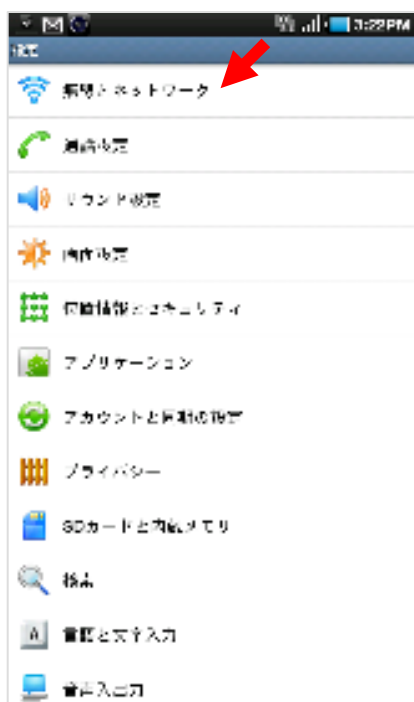 3:22PM
設定
無線とネットワーク
通話設定
サウンド設定
画面設定
位置情報とセキュリティ
アプリケーション
アカウントと同期の設定
プライバシー
SDカードと内部メモリ
検索
A
言語と文字入力
音声入出力